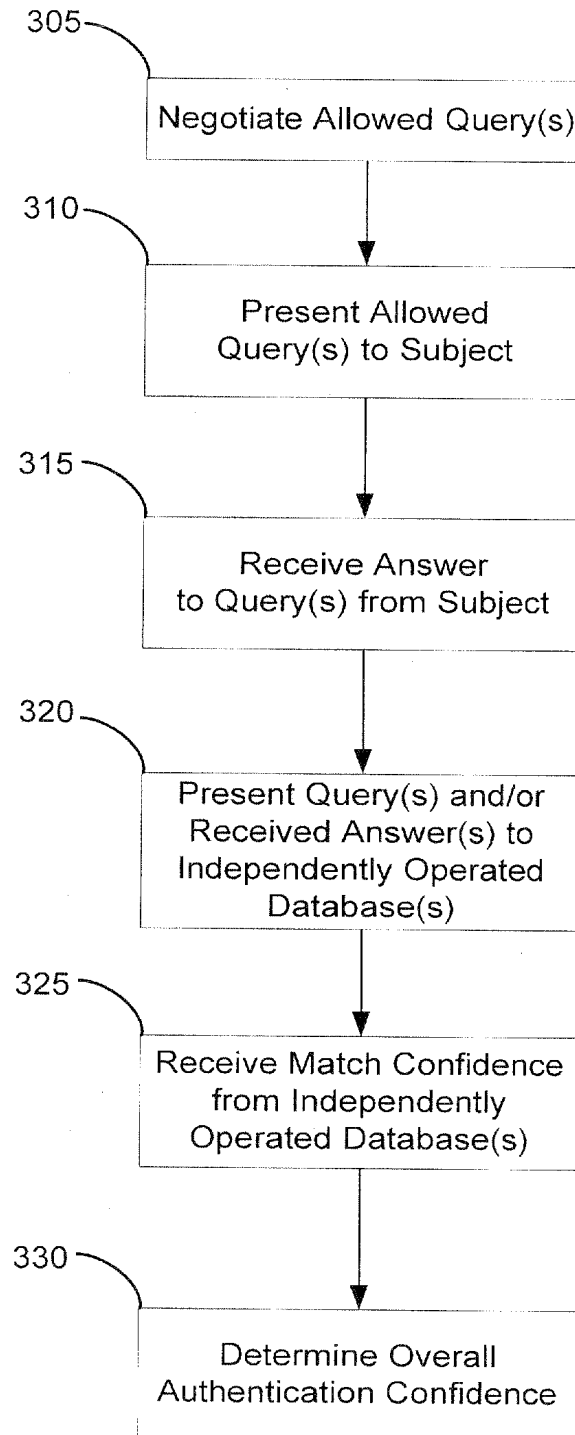 305
Negotiate Allowed Query(s)
310
Present Allowed
Query(s) to Subject
315
Receive Answer
to Query(s) from Subject
320
Present Query(s) and/or
Received Answer(s) to
Independently Operated
Database(s)
325
Receive Match Confidence
from Independently
Operated Database(s)
330
Determine Overall
Authentication Confidence